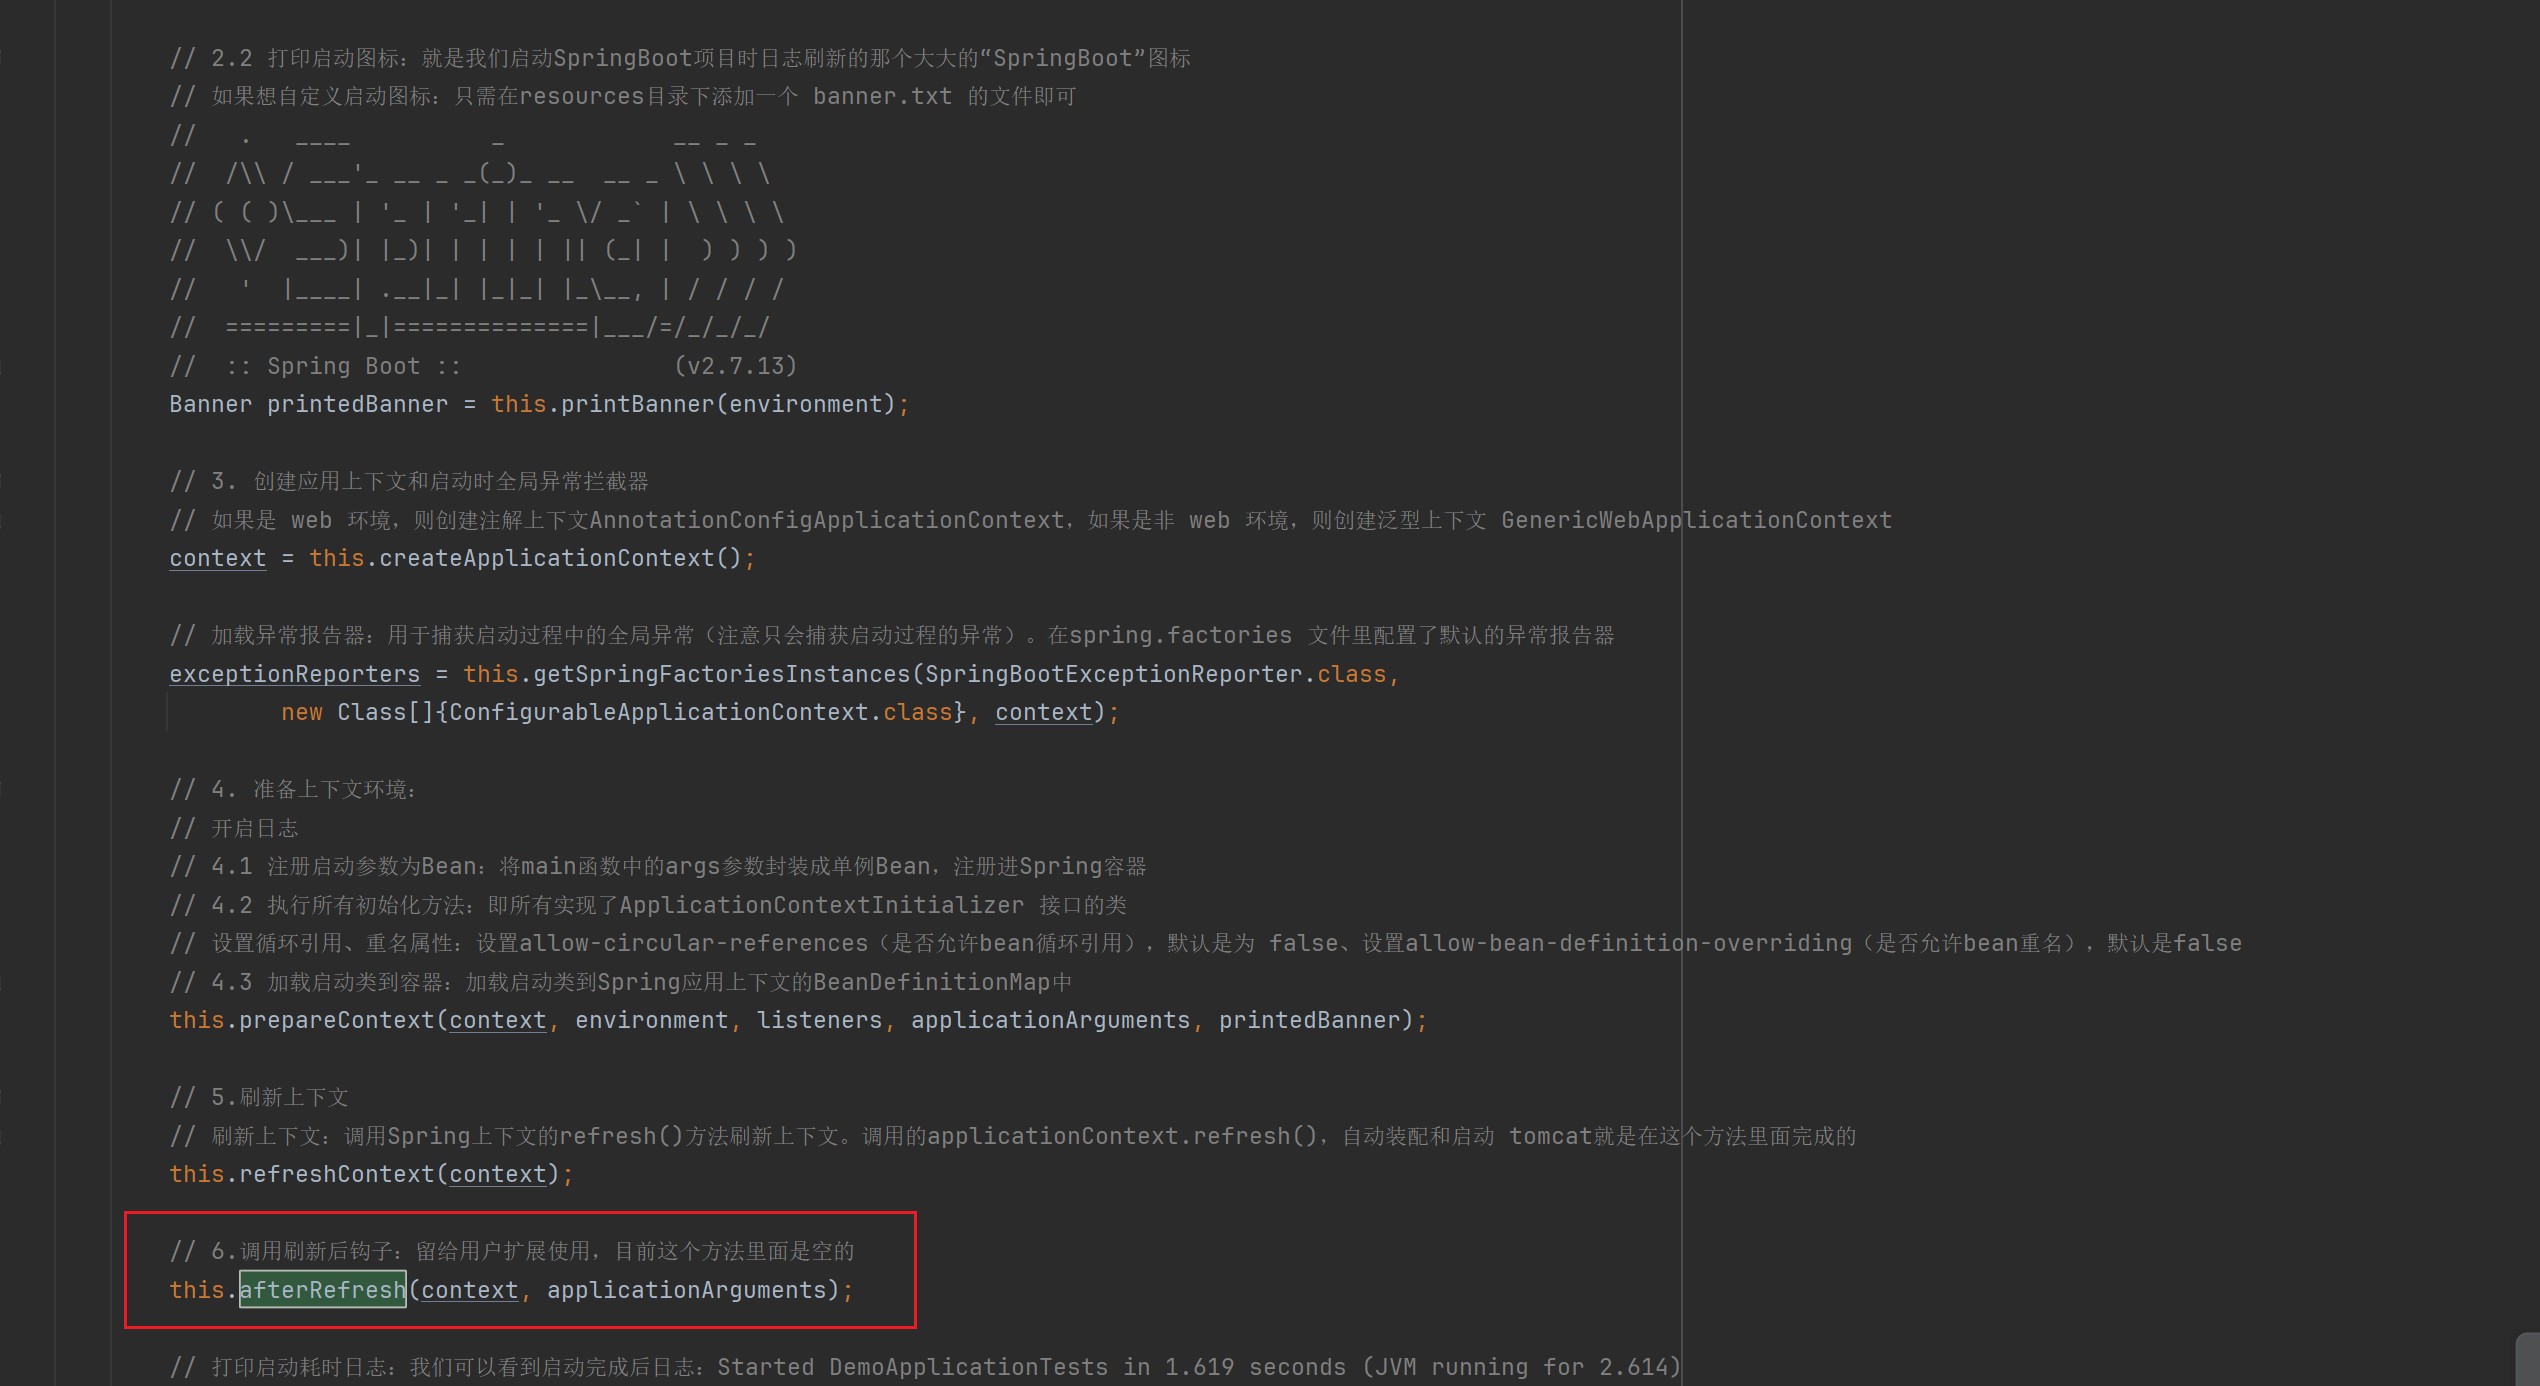 // 2.2 打印启动图标：就是我们启动SpringBoot项目时日志刷新的那个大大的“SpringBoot”图标
// 如果想自定义启动图标：只需在resources目录下添加一个 banner.txt 的文件即可
//   .   ____          _            __ _ _
//  /\\ / ___'_ __ _ _(_)_ __  __ _ \ \ \ \
// ( ( )\___ | '_ | '_| | '_ \/ _` | \ \ \ \
//  \\/  ___)| |_)| | | | | || (_| |  ) ) ) )
//   '  |____| .__|_| |_|_| |_\__, | / / / /
//  =========|_|==============|___/=/_/_/_/
//  :: Spring Boot ::               (v2.7.13)
Banner printedBanner = this.printBanner(environment);
// 3. 创建应用上下文和启动时全局异常拦截器
// 如果是 web 环境，则创建注解上下文AnnotationConfigApplicationContext，如果是非 web 环境，则创建泛型上下文 GenericWebApplicationContext
context = this.createApplicationContext();
// 加载异常报告器：用于捕获启动过程中的全局异常（注意只会捕获启动过程的异常）。在spring.factories 文件里配置了默认的异常报告器
exceptionReporters = this.getSpringFactoriesInstances(SpringBootExceptionReporter.class,
new Class[]{ConfigurableApplicationContext.class}, context);
// 4. 准备上下文环境：
// 开启日志
// 4.1 注册启动参数为Bean：将main函数中的args参数封装成单例Bean，注册进Spring容器
// 4.2 执行所有初始化方法：即所有实现了ApplicationContextInitializer 接口的类
// 设置循环引用、重名属性：设置allow-circular-references（是否允许bean循环引用），默认是为 false、设置allow-bean-definition-overriding（是否允许bean重名），默认是false
// 4.3 加载启动类到容器：加载启动类到Spring应用上下文的BeanDefinitionMap中
this.prepareContext(context, environment, listeners, applicationArguments, printedBanner);
// 5.刷新上下文
// 刷新上下文：调用Spring上下文的refresh()方法刷新上下文。调用的applicationContext.refresh()，自动装配和启动 tomcat就是在这个方法里面完成的
this.refreshContext(context);
// 6.调用刷新后钩子：留给用户扩展使用，目前这个方法里面是空的
this.afterRefresh(context, applicationArguments);
// 打印启动耗时日志：我们可以看到启动完成后日志：Started DemoApplicationTests in 1.619 seconds (JVM running for 2.614)